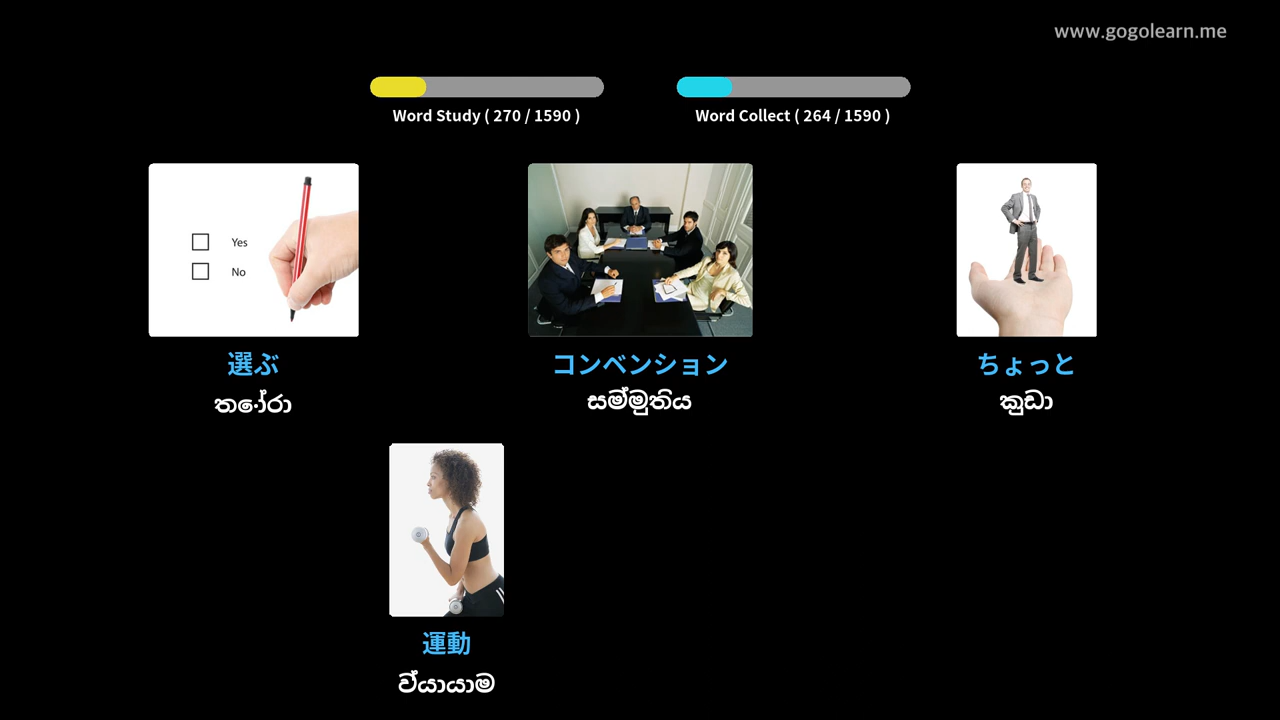 www.gogolearn.me
Word Study ( 270 / 1590 ) Word Collect ( 264 / 1590 )
Yes
No
選ぶ コンベンション ちょっと
තෝරා සම්මුතිය කුඩා
運動
ව්යායාම